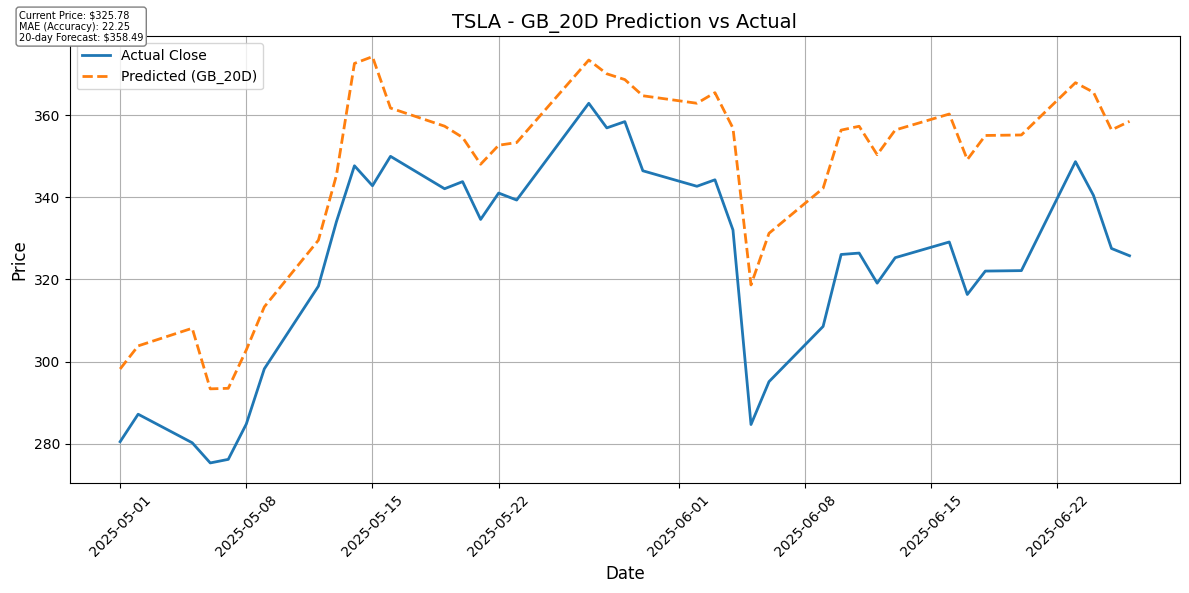 TSLA - GB_20D Prediction vs Actual
Current Price: $325.78
MAE (Accuracy): 22.25
20-day Forecast: $358.49
Actual Close
Predicted (GB_20D)
Price
360
340
320
300
280
2025-05-01
2025-05-08
2025-05-15
2025-05-22
2025-06-01
2025-06-08
2025-06-15
2025-06-22
Date